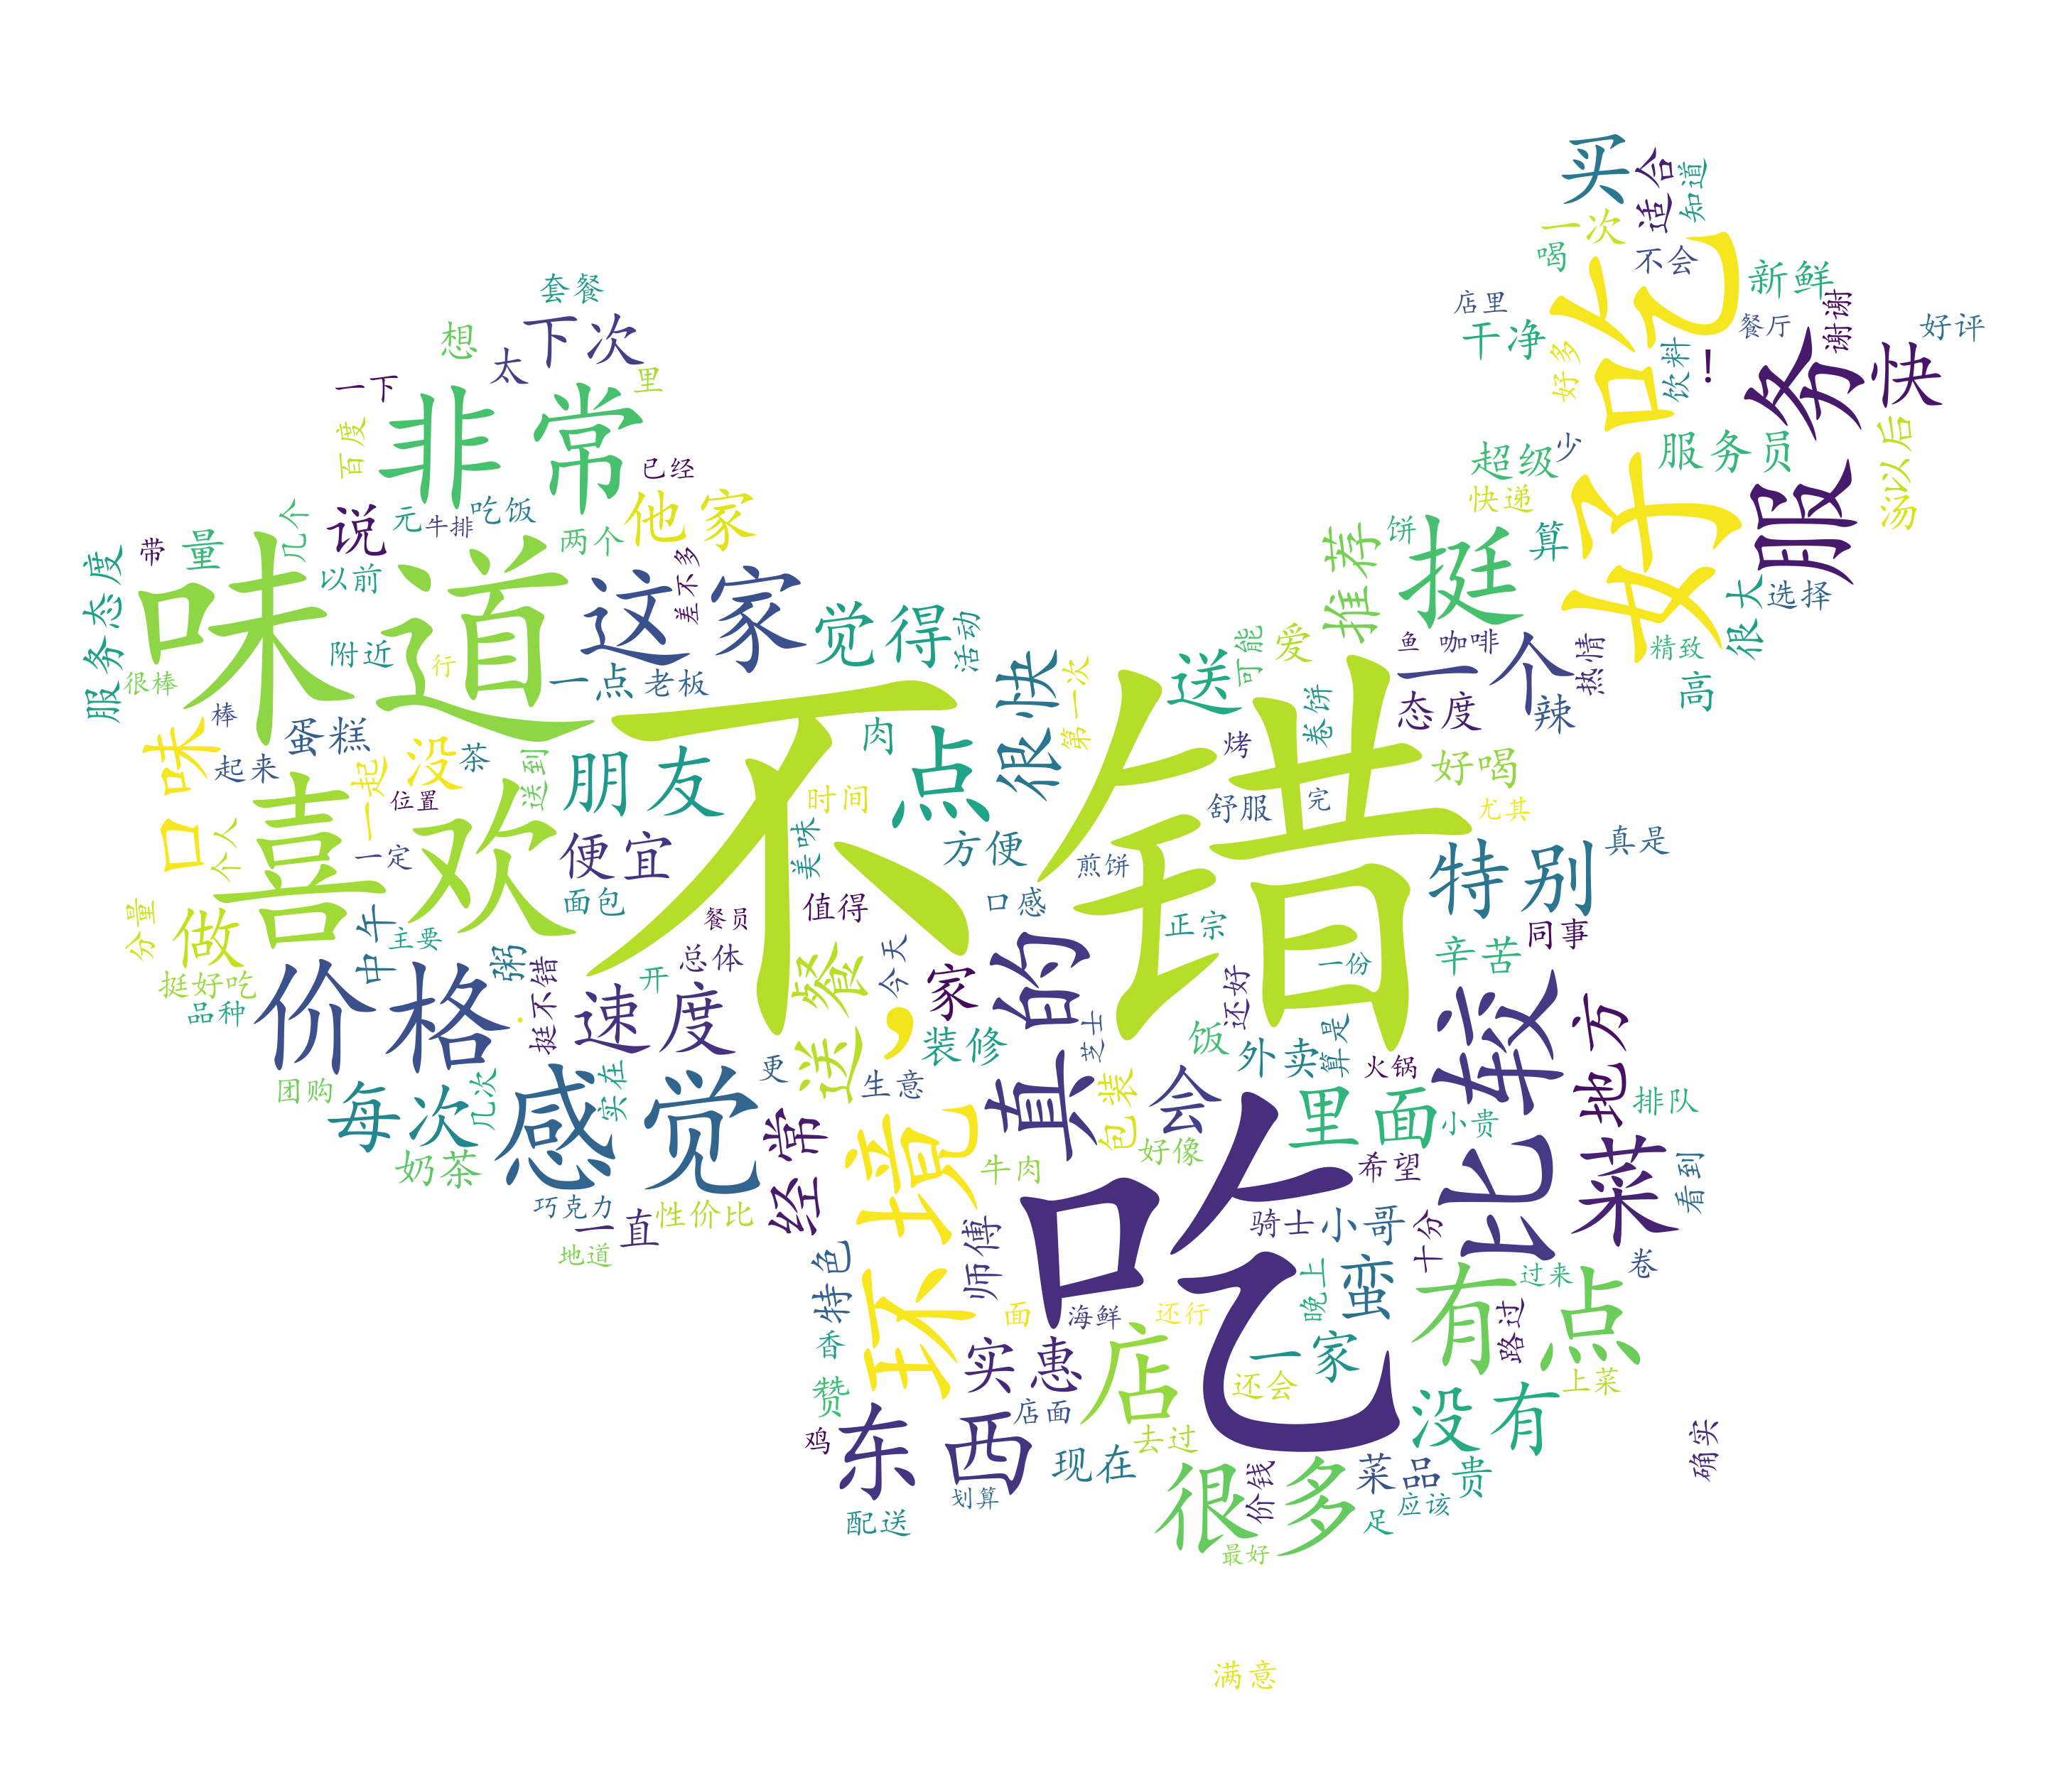 买
适合
知道
一次
喝
不会
新鲜
好吃
店里
干净
好多
饮料
!
餐厅
谢谢
服务
快
好评
套餐
想
太
下次
一下
里
百度
非常
已经
超级
少
服务员
快递
汤
以后
说
元
牛排
吃饭
他家
两个
几个
带
量
服务态度
味道
以前
这家
差不多
觉得
活动
推荐
饼
挺
算
选择
很大
附近
行
很棒
一点
老板
可能
爱
送
鱼
咖啡
一个
热情
精致
高
棒
口味
蛋糕
起来
一起
没
茶
送到
朋友
肉
点
很快
第一次
卷饼
态度
辣
烤
好喝
不错
喜欢
位置
时间
舒服
完
尤其
个人
一定
便宜
美味
方便
煎饼
特别
真是
分量
做
中午
主要
粥
面包
餐员
值得
口感
正宗
同事
挺好吃
品种
价格
挺不错
.
开
总体
送餐
今天
,
家
真的
还好
一份
辛苦
速度
装修
芝士
饭
外卖
算是
火锅
比较
地方
团购
每次
几次
实在
感觉
更
生意
包装
会
里面
小贵
排队
奶茶
经常
环境
牛肉
好像
吃
希望
菜
看到
巧克力
一直
性价比
地道
师傅
骑士
小哥
十分
卷
特色
晚上
蛮
有点
过来
路过
香
面
海鲜
还行
一家
上菜
赞
实惠
店
还会
没有
鸡
东西
店面
去过
现在
确实
配送
划算
很多
价钱
菜品
贵
足
应该
最好
满意